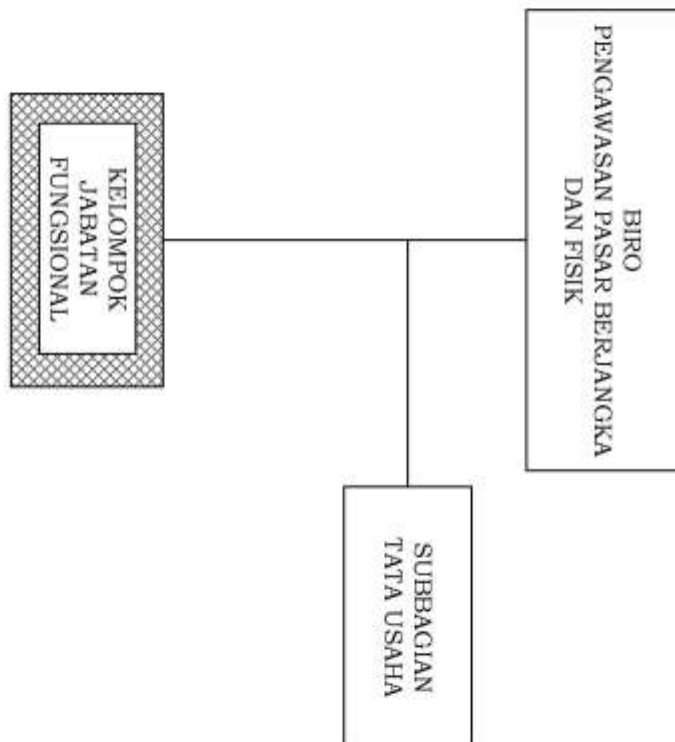 BIRO
PENGAWASAN PASAR BERJANGKA
DAN FISIK
SUBBAGIAN
TATA USAHA
KELOMPOK
JABATAN
FUNGSIONAL